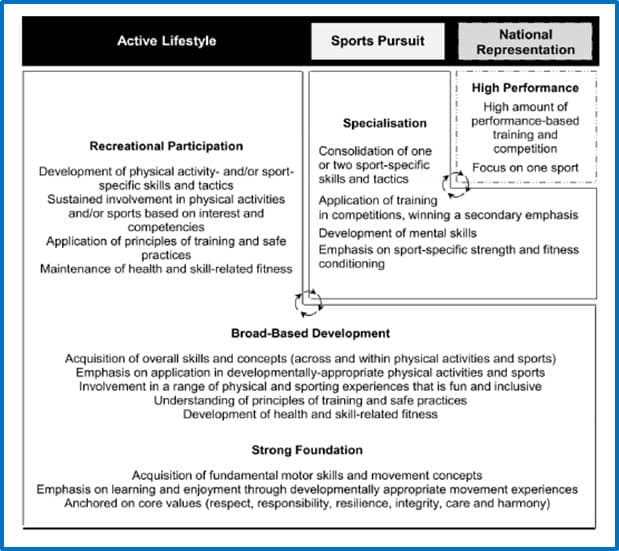 Active Lifestyle
Sports Pursuit
National
Representation
Recreational Participation
Development of physical activity- and/or sport-
specific skills and tactics
Sustained involvement in physical activities
and/or sports based on interest and
competencies
Application of principles of training and safe
practices
Maintenance of health and skill-related fitness
Specialisation
Consolidation of one
or two sport-specific
skills and tactics
Application of training
in competitions, winning a secondary emphasis
Development of mental skills
Emphasis on sport-specific strength and fitness
conditioning
High Performance
High amount of
performance-based
training and
competition
Focus on one sport
Broad-Based Development
Acquisition of overall skills and concepts (across and within physical activities and sports)
Emphasis on application in developmentally-appropriate physical activities and sports
Involvement in a range of physical and sporting experiences that is fun and inclusive
Understanding of principles of training and safe practices
Development of health and skill-related fitness
Strong Foundation
Acquisition of fundamental motor skills and movement concepts
Emphasis on learning and enjoyment through developmentally appropriate movement experiences
Anchored on core values (respect, responsibility, resilience, integrity, care and harmony)